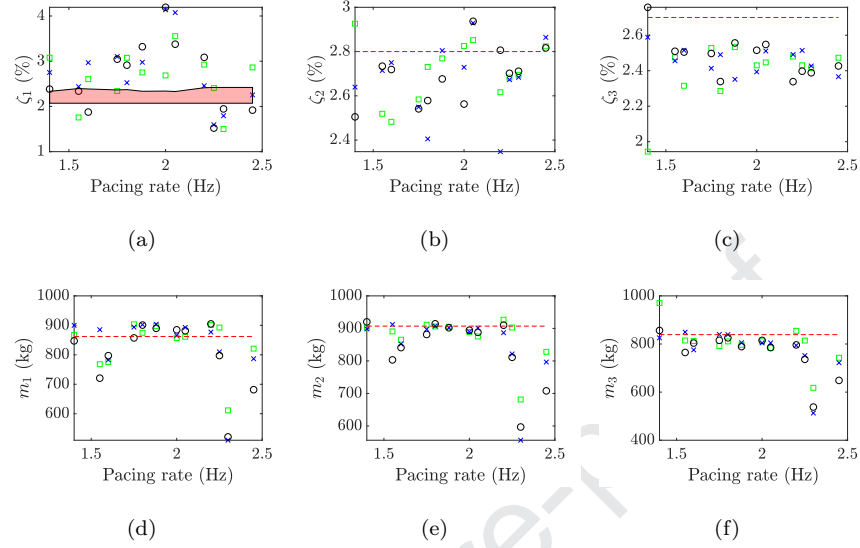 4
3
2
1
ζ1 (%)
1.5 2 2.5
Pacing rate (Hz)
(a)
3
2.8
2.6
2.4
ζ2 (%)
1.5 2 2.5
Pacing rate (Hz)
(b)
2.6
2.4
2.2
2
ζ3 (%)
1.5 2 2.5
Pacing rate (Hz)
(c)
1000
900
800
700
600
m1 (kg)
1.5 2 2.5
Pacing rate (Hz)
(d)
1000
900
800
700
600
500
m2 (kg)
1.5 2 2.5
Pacing rate (Hz)
(e)
1000
800
600
400
m3 (kg)
1.5 2 2.5
Pacing rate (Hz)
(f)